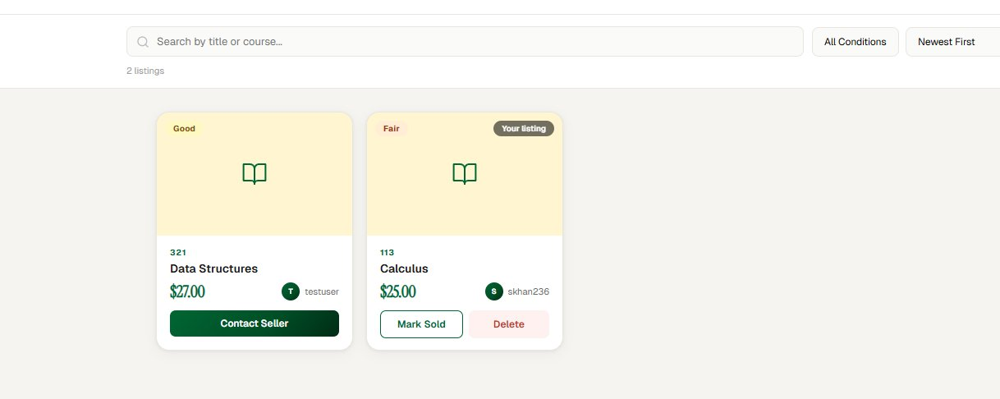 Search by title or course...
All Conditions
Newest First
2 listings
Good
321
Data Structures
$27.00
T testuser
Contact Seller
Fair
Your listing
113
Calculus
$25.00
S skhan236
Mark Sold
Delete